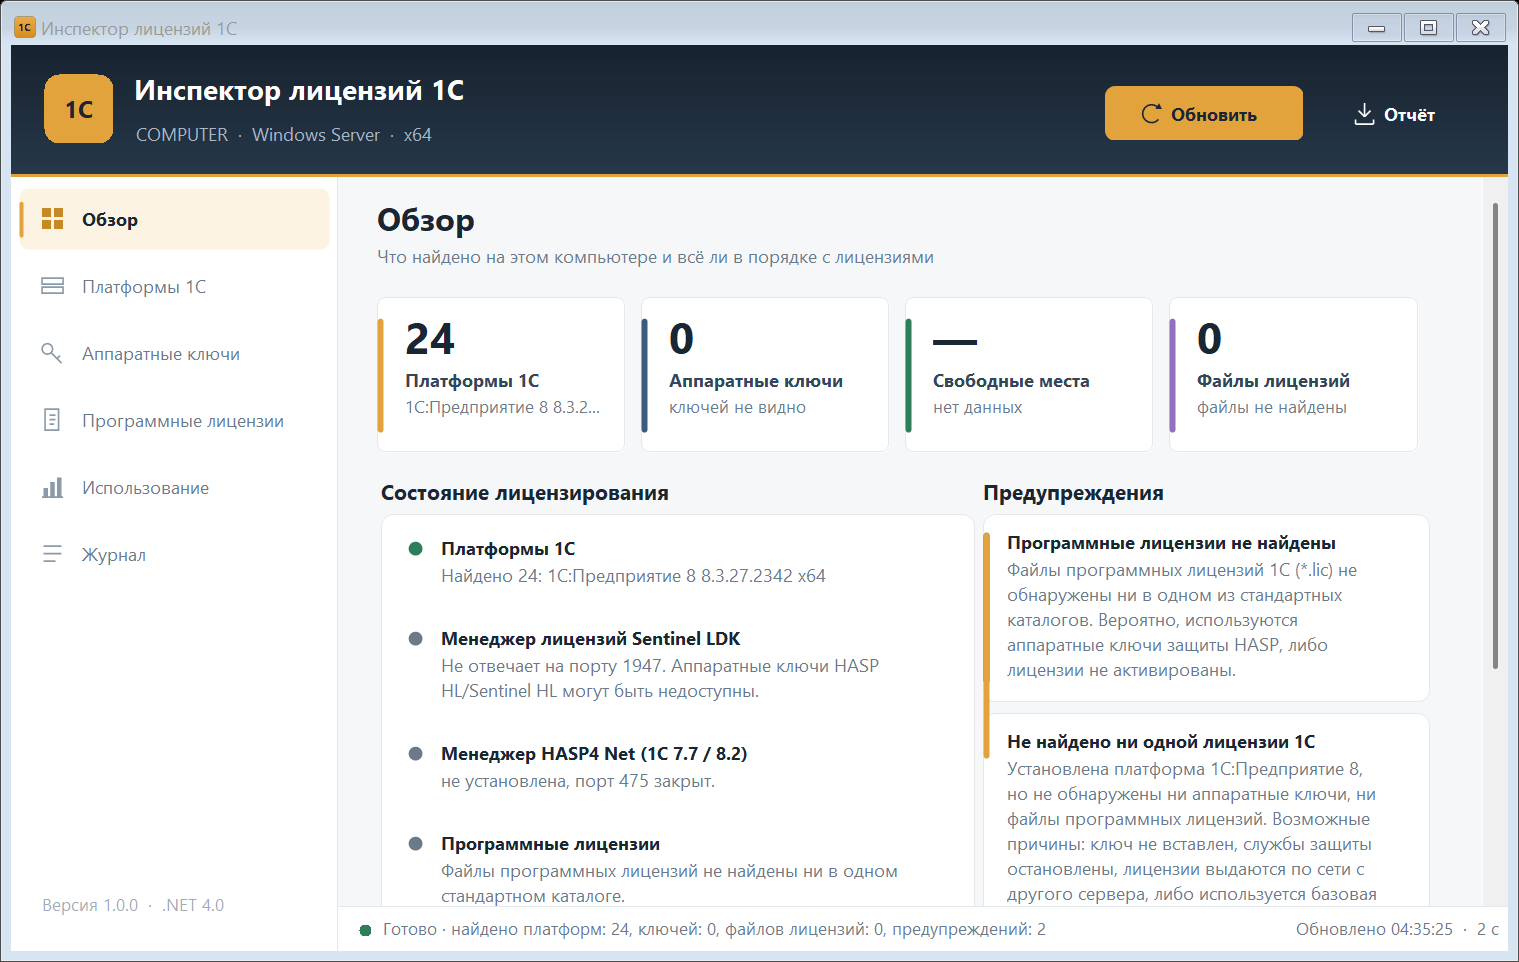 1С Инспектор лицензий 1С
1С
Инспектор лицензий 1С
COMPUTER · Windows Server · x64
Обновить
Отчёт
Обзор
Платформы 1С
Аппаратные ключи
Программные лицензии
Использование
Журнал
Версия 1.0.0 · .NET 4.0
Обзор
Что найдено на этом компьютере и всё ли в порядке с лицензиями
24
Платформы 1С
1С:Предприятие 8 8.3.2...
0
Аппаратные ключи
ключей не видно
—
Свободные места
нет данных
0
Файлы лицензий
файлы не найдены
Состояние лицензирования
Платформы 1С
Найдено 24: 1С:Предприятие 8 8.3.27.2342 x64
Менеджер лицензий Sentinel LDK
Не отвечает на порту 1947. Аппаратные ключи HASP
HL/Sentinel HL могут быть недоступны.
Менеджер HASP4 Net (1С 7.7 / 8.2)
не установлена, порт 475 закрыт.
Программные лицензии
Файлы программных лицензий не найдены ни в одном
стандартном каталоге.
Предупреждения
Программные лицензии не найдены
Файлы программных лицензий 1С (*.lic) не
обнаружены ни в одном из стандартных
каталогов. Вероятно, используются
аппаратные ключи защиты HASP, либо
лицензии не активированы.
Не найдено ни одной лицензии 1С
Установлена платформа 1С:Предприятие 8,
но не обнаружены ни аппаратные ключи, ни
файлы программных лицензий. Возможные
причины: ключ не вставлен, службы защиты
остановлены, лицензии выдаются по сети с
другого сервера, либо используется базовая
Готово · найдено платформ: 24, ключей: 0, файлов лицензий: 0, предупреждений: 2
Обновлено 04:35:25 · 2 с